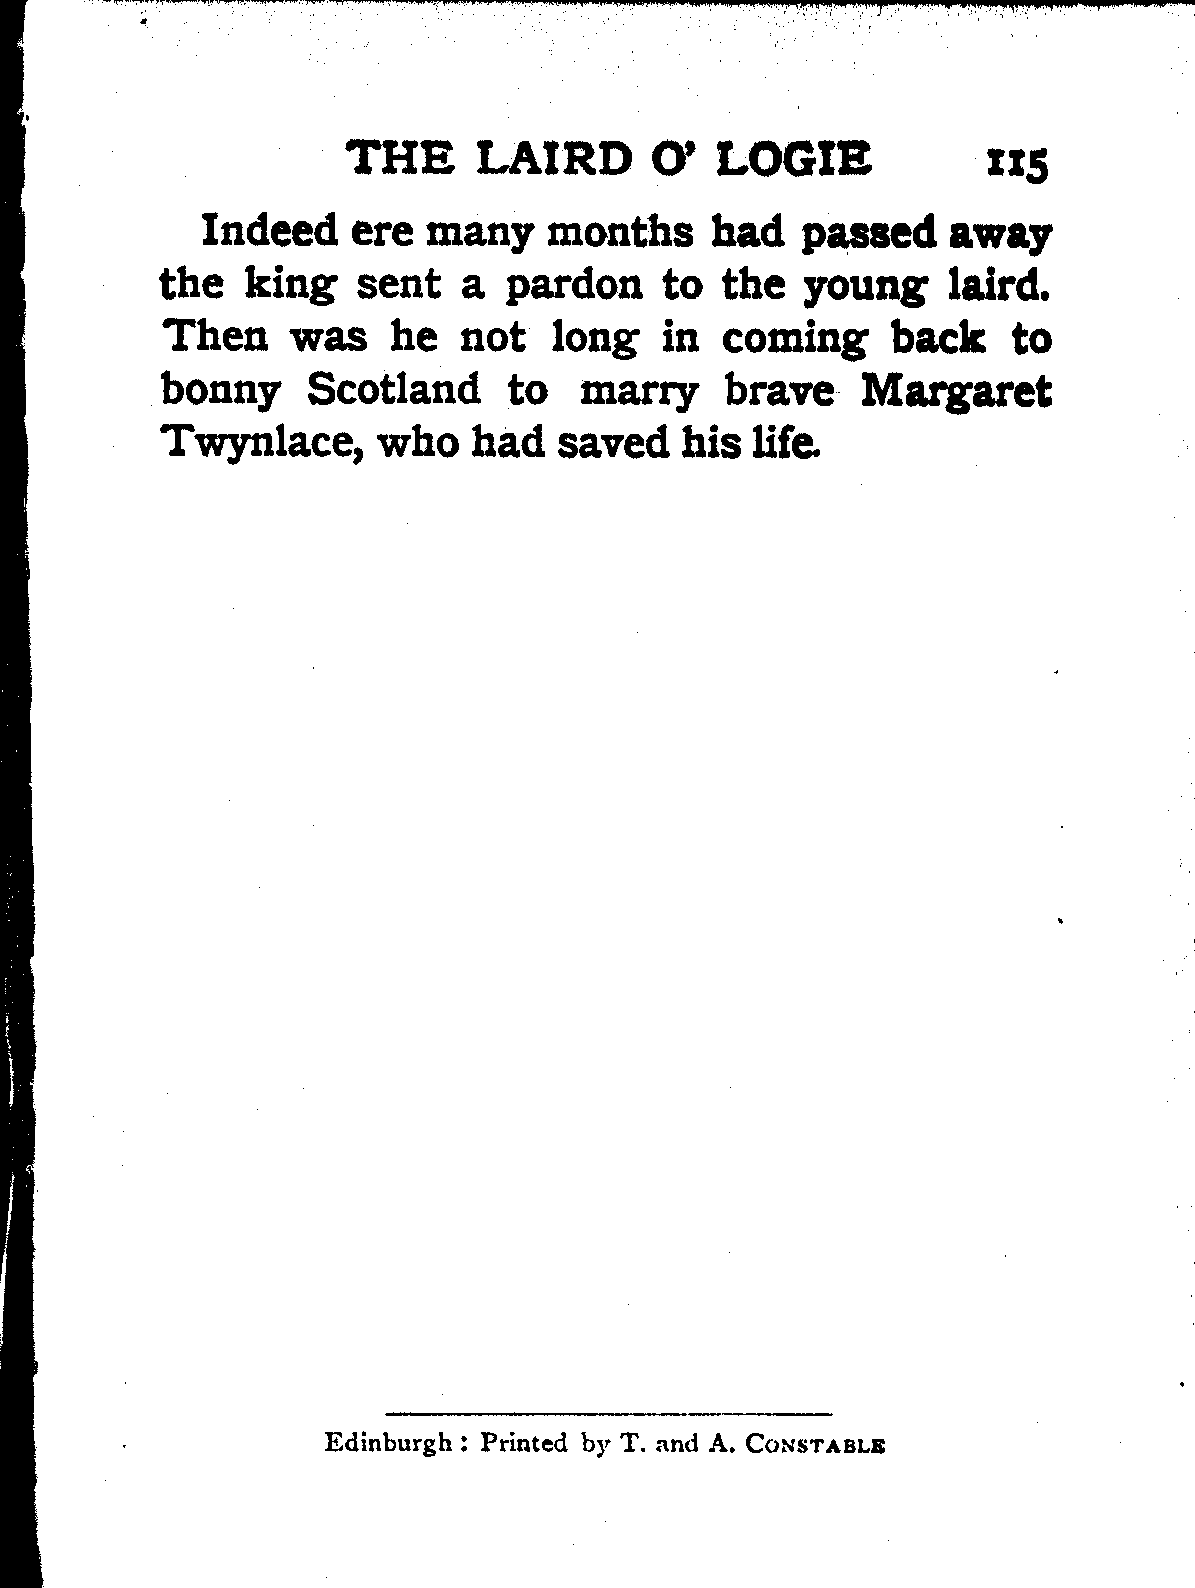 THE LAIRD O' LOGIE 115
Indeed ere many months had passed away
the king sent a pardon to the young laird.
Then was he not long in coming back to
bonny Scotland to marry brave Margaret
Twynlace, who had saved his life.
Edinburgh : Printed by T. and A. CONSTABLE